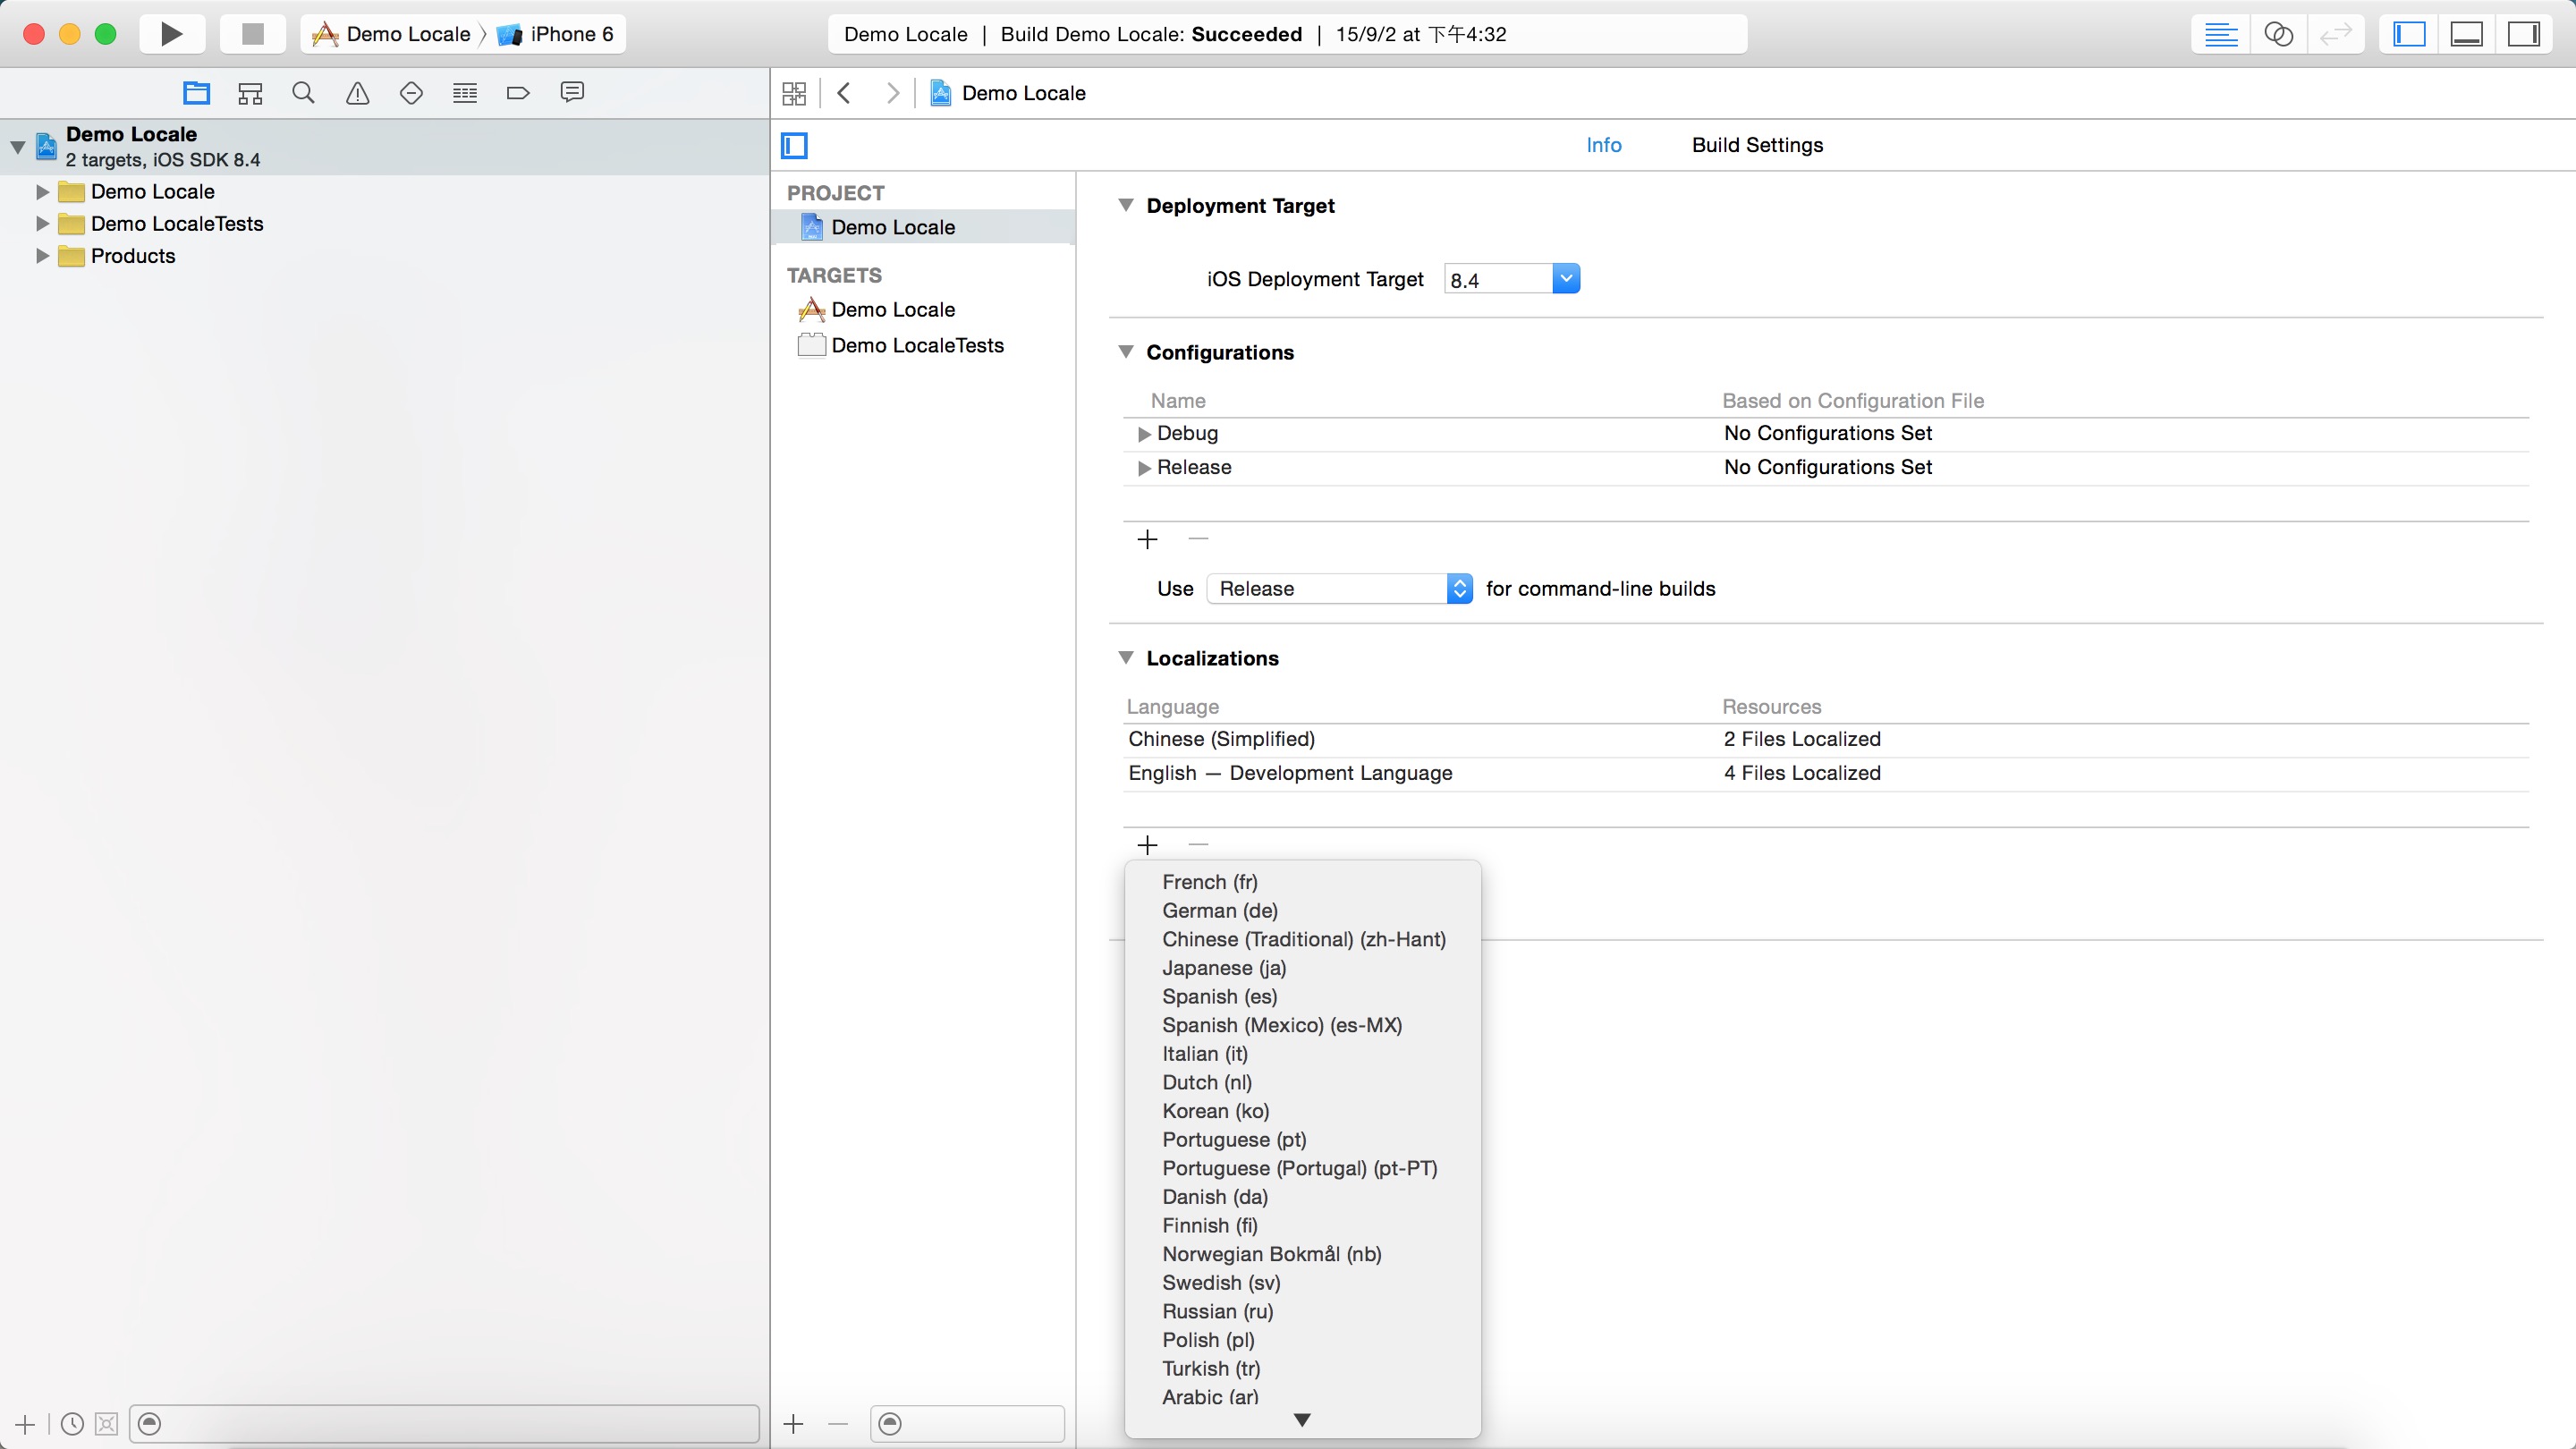 Demo Locale 〉 iPhone 6
Demo Locale | Build Demo Locale: Succeeded | 15/9/2 at 下午4:32
Demo Locale
2 targets, iOS SDK 8.4
Demo Locale
Demo LocaleTests
Products
Demo Locale
Info Build Settings
PROJECT
Demo Locale
TARGETS
Demo Locale
Demo LocaleTests
Deployment Target
iOS Deployment Target 8.4
Configurations
Name Based on Configuration File
Debug No Configurations Set
Release No Configurations Set
Use Release for command-line builds
Localizations
Language Resources
Chinese (Simplified) 2 Files Localized
English — Development Language 4 Files Localized
French (fr)
German (de)
Chinese (Traditional) (zh-Hant)
Japanese (ja)
Spanish (es)
Spanish (Mexico) (es-MX)
Italian (it)
Dutch (nl)
Korean (ko)
Portuguese (pt)
Portuguese (Portugal) (pt-PT)
Danish (da)
Finnish (fi)
Norwegian Bokmål (nb)
Swedish (sv)
Russian (ru)
Polish (pl)
Turkish (tr)
Arabic (ar)